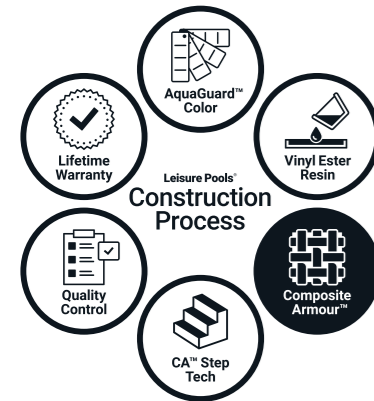 AquaGuard™
Color
Lifetime
Warranty
Vinyl Ester
Resin
Leisure Pools®
Construction
Process
Quality
Control
Composite
Armour™
CA™ Step
Tech